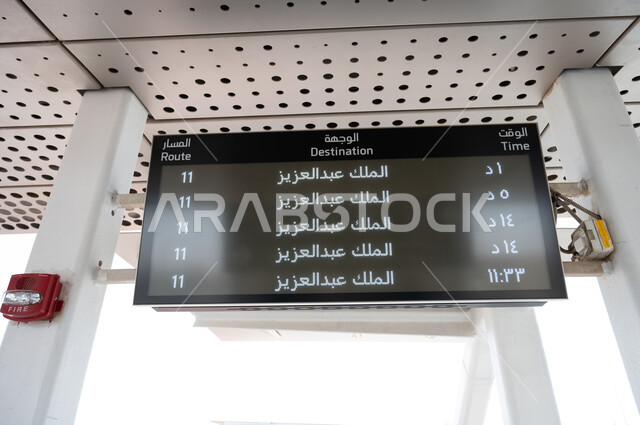 الوقت الوجهة المسار
Time Destination Route
١ د الملك عبدالعزيز 11
٥ د الملك عبدالعزيز 11
١٤ د الملك عبدالعزيز 11
١٤ د الملك عبدالعزيز 11
١١:٣٣ الملك عبدالعزيز 11
ARABSTOCK
FIRE